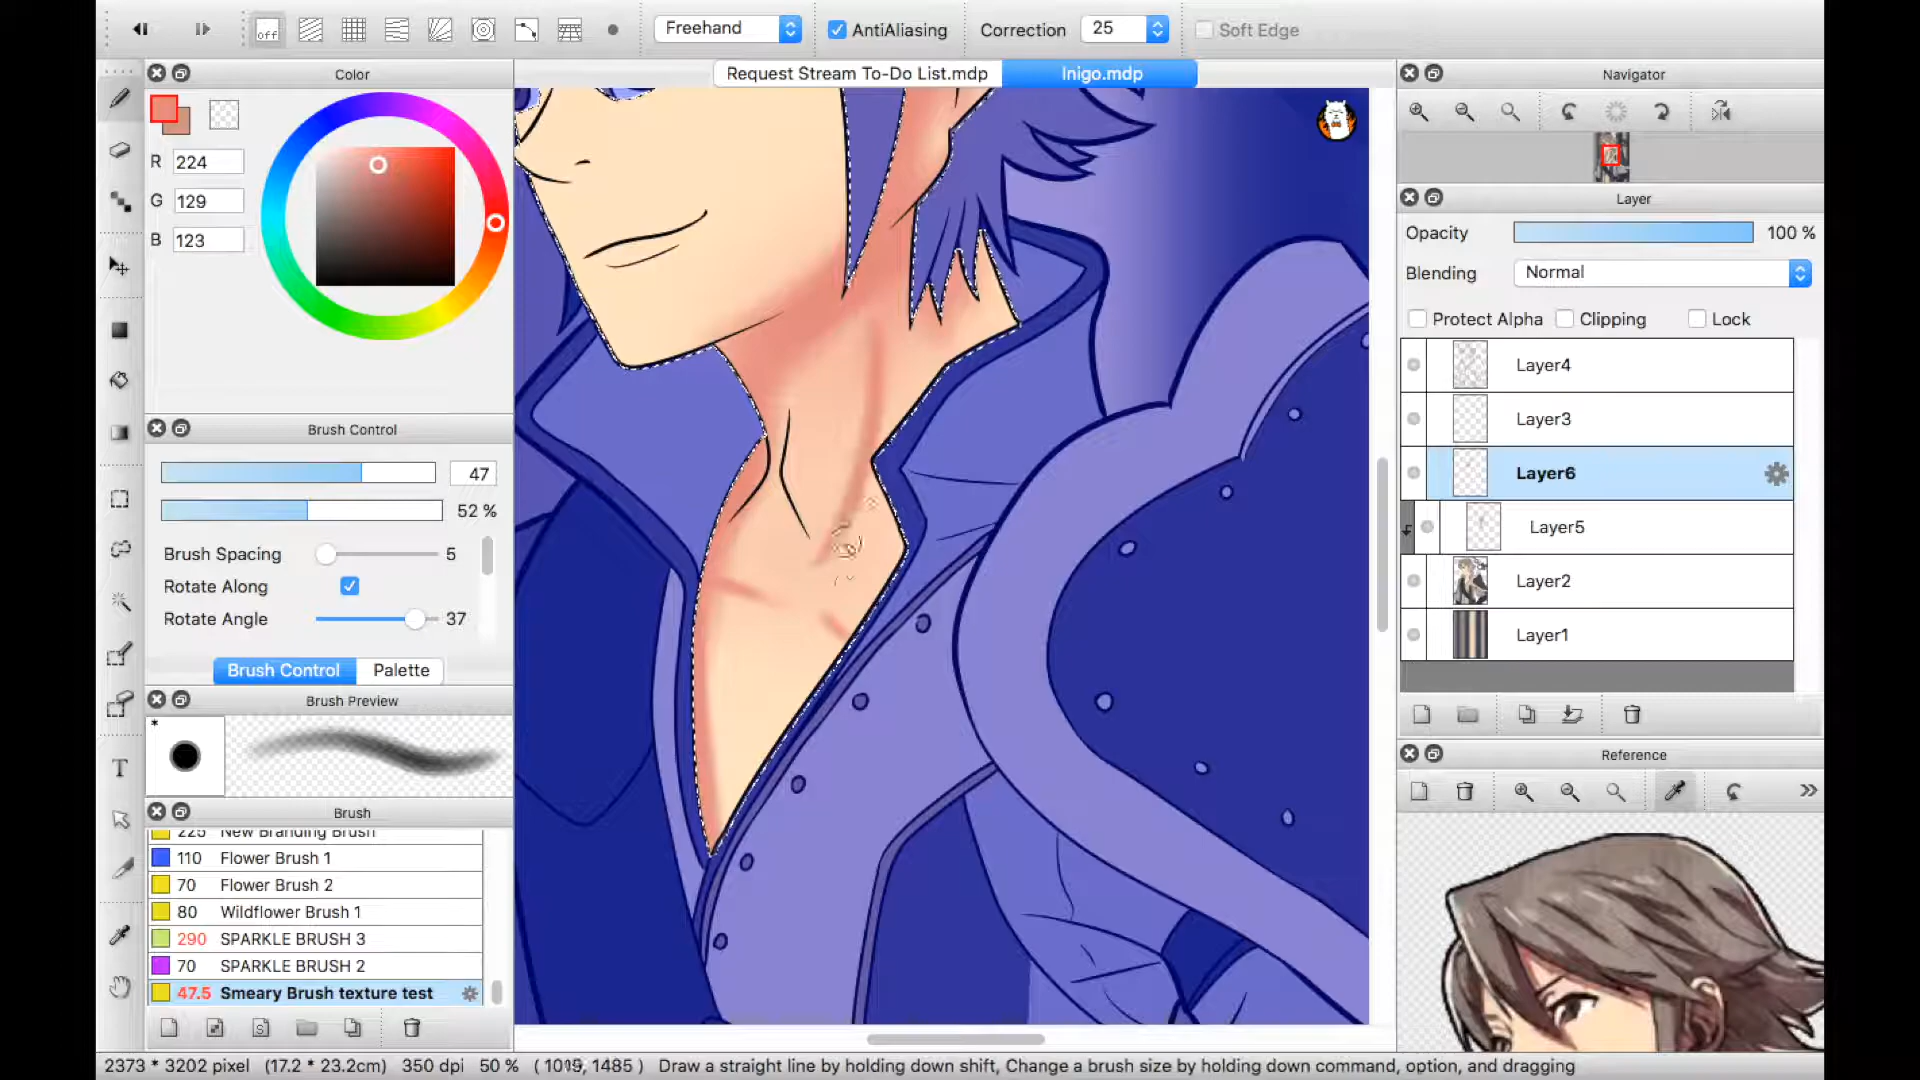 off
Freehand
AntiAliasing
Correction
25
Soft Edge
Color
Request Stream To-Do List.mdp
Inigo.mdp
Navigator
R 224
G 129
B 123
Layer
Opacity
100 %
Blending
Normal
Protect Alpha
Clipping
Lock
Layer4
Layer3
Layer6
Layer5
Layer2
Layer1
Brush Control
47
52 %
Brush Spacing
5
Rotate Along
Rotate Angle
37
Brush Control
Palette
Brush Preview
*
Reference
Brush
225 New Branding Brush
110 Flower Brush 1
70 Flower Brush 2
80 Wildflower Brush 1
290 SPARKLE BRUSH 3
70 SPARKLE BRUSH 2
47.5 Smeary Brush texture test
S
T
2373 * 3202 pixel (17.2 * 23.2cm) 350 dpi 50 % ( 1019, 1485 ) Draw a straight line by holding down shift, Change a brush size by holding down command, option, and dragging